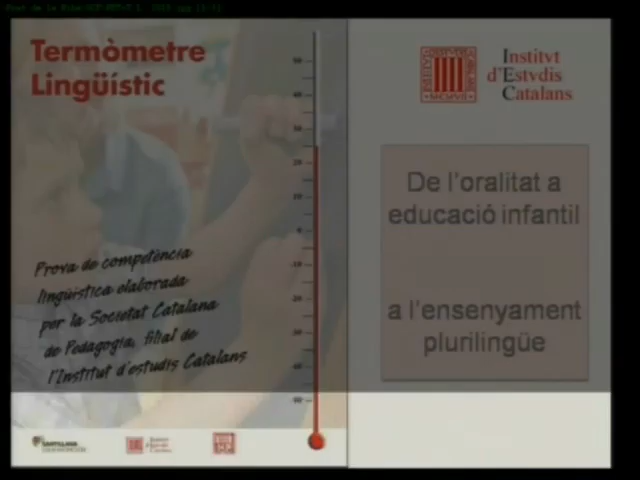 Termòmetre
Lingüístic
Prova de competència
lingüística elaborada
per la Societat Catalana
de Pedagogia, filial de
l'Institut d'estudis Catalans
Institvt
d'Estvdis
Catalans
De l'oralitat a
educació infantil
a l'ensenyament
plurilingüe
SANTILLANA